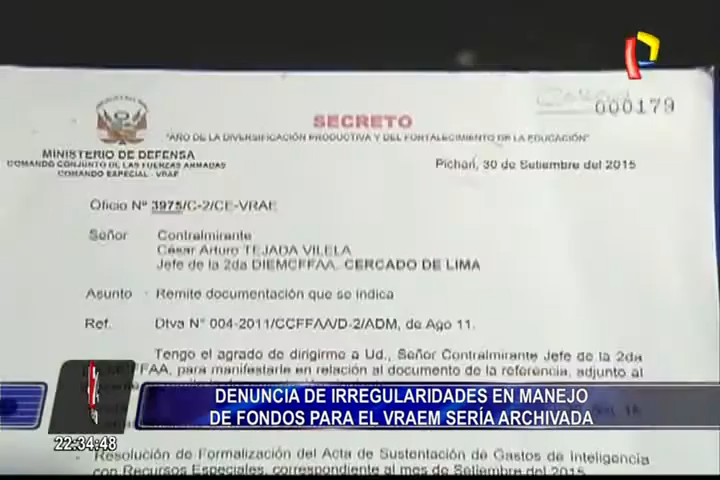 SECRETO
000179
"AÑO DE LA DIVERSIFICACIÓN PRODUCTIVA Y DEL FORTALECIMIENTO DE LA EDUCACIÓN"
MINISTERIO DE DEFENSA
COMANDO CONJUNTO DE LAS FUERZAS ARMADAS
COMANDO ESPECIAL - VRAE
Pichari, 30 de Setiembre del 2015
Oficio Nº 3975/C-2/CE-VRAE
Señor Contralmirante
César Arturo TEJADA VILELA
Jefe de la 2da DIEMCFFAA. CERCADO DE LIMA
Asunto : Remite documentación que se indica
Ref. : Dtva N° 004-2011/CCFFAA/D-2/ADM, de Ago 11.
Tengo el agrado de dirigirme a Ud., Señor Contralmirante Jefe de la 2da
FFAA, para manifestarle en relación al documento de la referencia, adjunto al
DENUNCIA DE IRREGULARIDADES EN MANEJO
DE FONDOS PARA EL VRAEM SERÍA ARCHIVADA
22:34:48
- Resolución de Formalización del Acta de Sustentación de Gastos de Inteligencia
con Recursos Especiales, correspondiente al mes de Setiembre del 2015